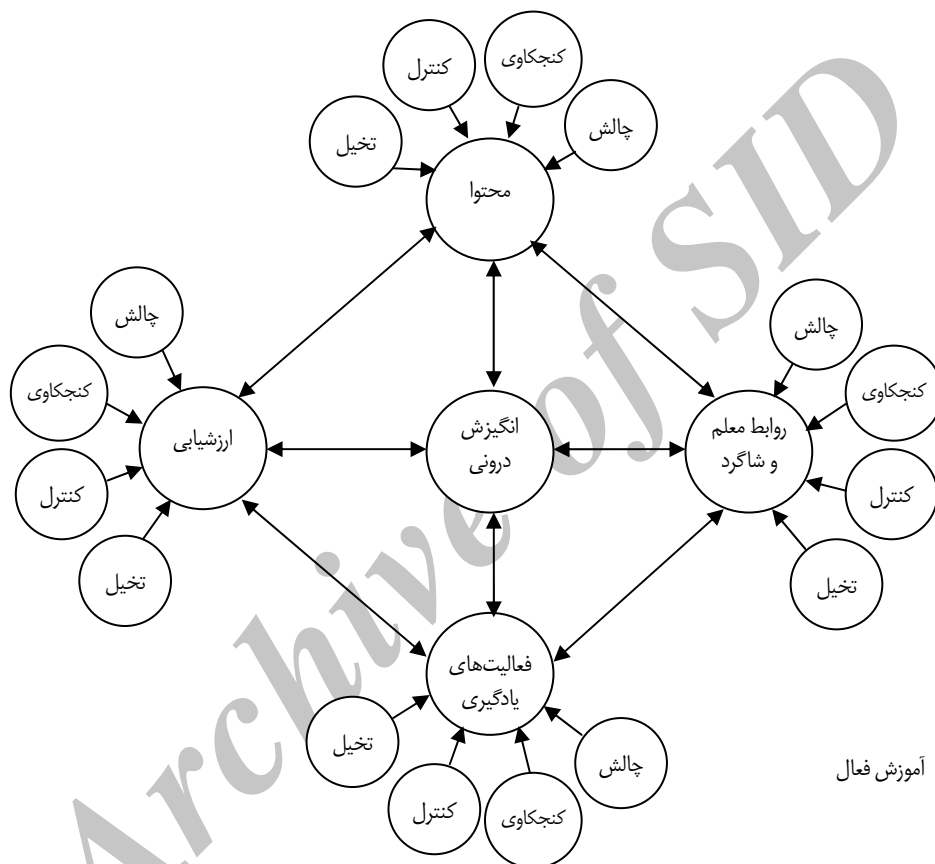 کنجکاوی
کنترل
چالش
تخیل
محتوا
چالش
چالش
کنجکاوی
کنجکاوی
روابط معلم
و شاگرد
انگیزش
درونی
ارزشیابی
کنترل
کنترل
تخیل
تخیل
فعالیت‌های
یادگیری
تخیل
چالش
کنترل
کنجکاوی
آموزش فعال
Archive of SID